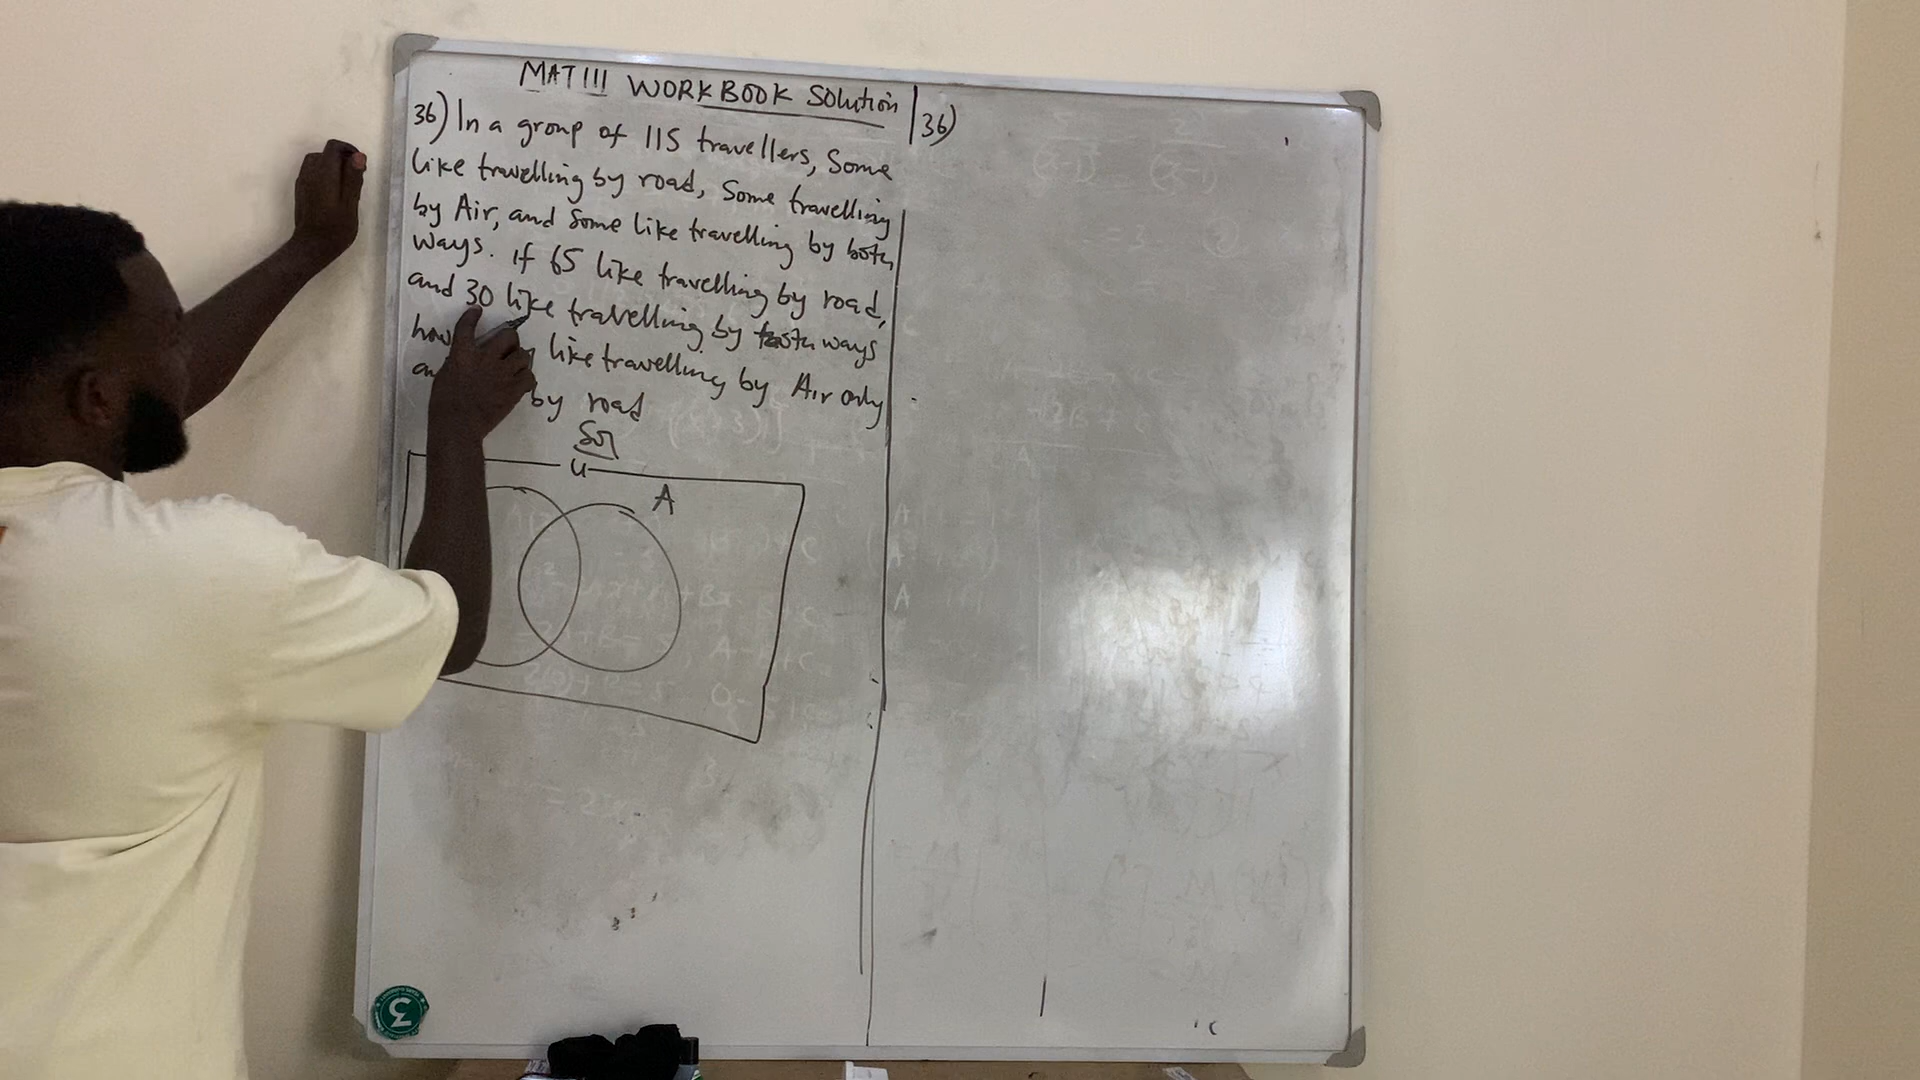 MAT111 WORKBOOK Solution
36) In a group of 115 travellers, Some
like travelling by road, Some travelling
by Air, and Some like travelling by both
ways. If 65 like travelling by road,
and 30 like travelling by both ways
how like travelling by Air only
by road
Sol
U
A
36)